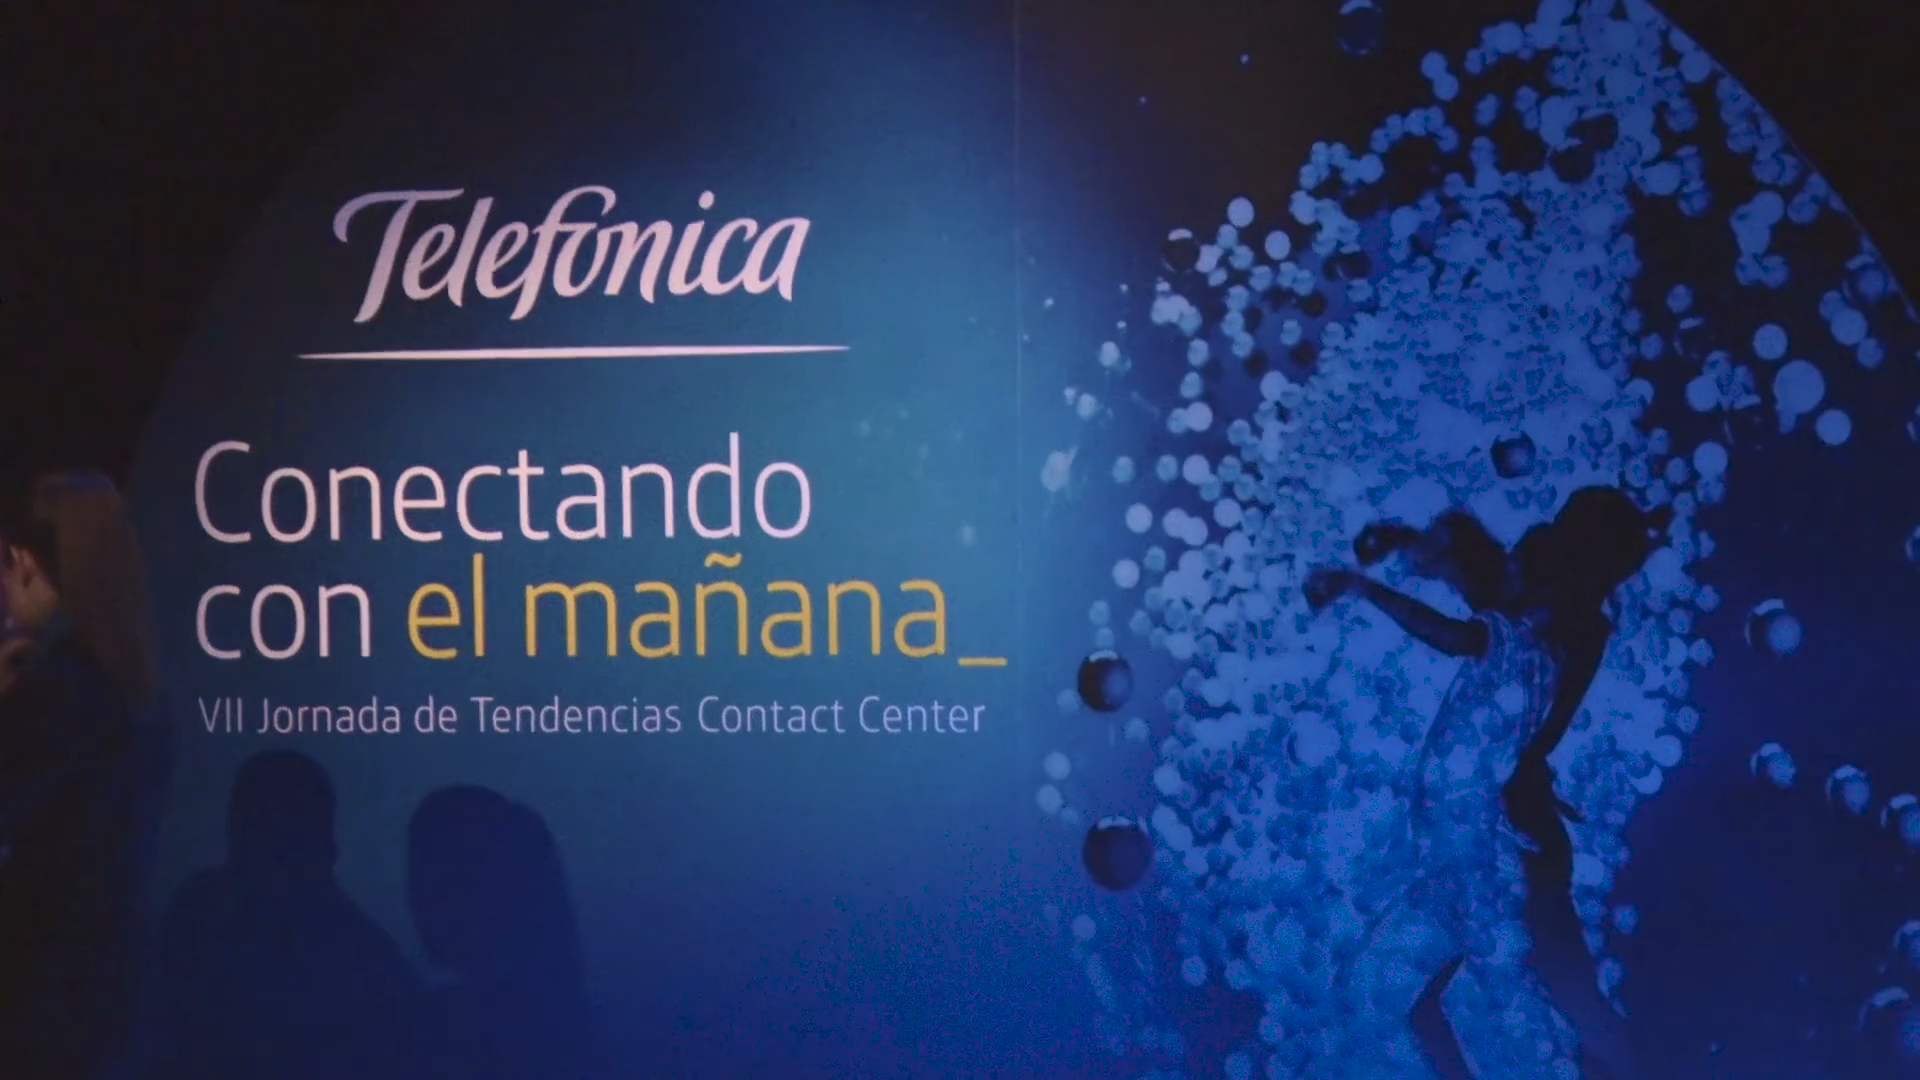 Telefónica
Conectando
con el mañana_
VII Jornada de Tendencias Contact Center